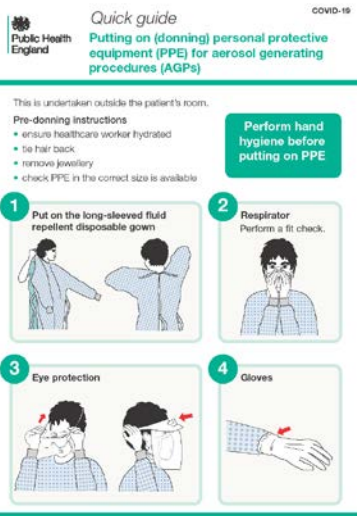 COVID-19
Public Health
England
Quick guide
Putting on (donning) personal protective
equipment (PPE) for aerosol generating
procedures (AGPs)
This is undertaken outside the patient's room.
Pre-donning instructions
• ensure healthcare worker hydrated
• tie hair back
• remove jewellery
• check PPE in the correct size is available
Perform hand
hygiene before
putting on PPE
1
Put on the long-sleeved fluid
repellent disposable gown
2
Respirator
Perform a fit check.
3
Eye protection
4
Gloves